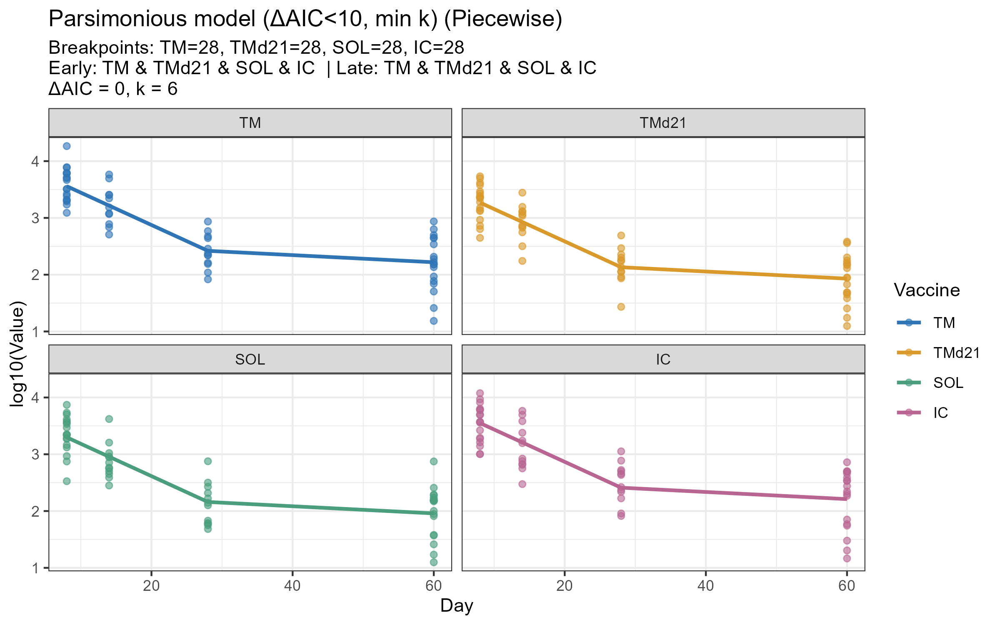 Parsimonious model (ΔAIC<10, min k) (Piecewise)
Breakpoints: TM=28, TMd21=28, SOL=28, IC=28
Early: TM & TMd21 & SOL & IC  | Late: TM & TMd21 & SOL & IC
ΔAIC = 0, k = 6
TM
TMd21
4
3
2
1
SOL
IC
4
3
2
1
20
40
60
20
40
60
Day
log10(Value)
Vaccine
TM
TMd21
SOL
IC